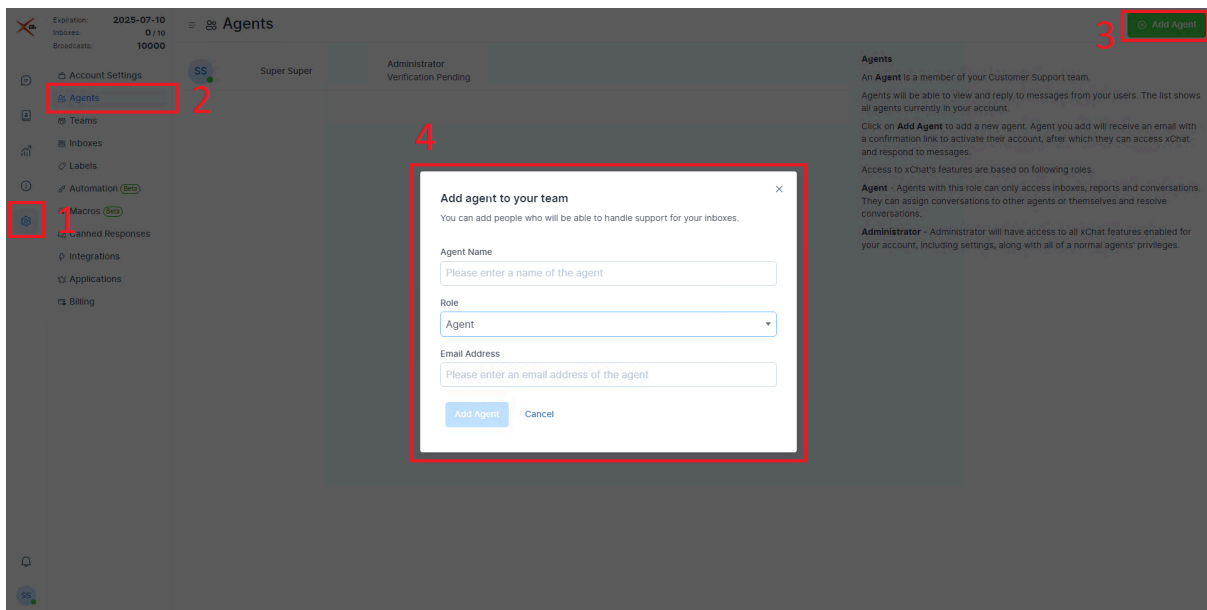 Expiration: 2025-07-10
Inboxes: 0 / 10
Broadcasts: 10000
Agents
Add Agent
3
Account Settings
Agents
2
Teams
Inboxes
Labels
Automation (Beta)
1
Macros (Beta)
Canned Responses
Integrations
Applications
Billing
SS
Super Super
Administrator
Verification Pending
4
Add agent to your team
You can add people who will be able to handle support for your inboxes.
Agent Name
Please enter a name of the agent
Role
Agent
Email Address
Please enter an email address of the agent
Add Agent Cancel
Agents
An Agent is a member of your Customer Support team.
Agents will be able to view and reply to messages from your users. The list shows
all agents currently in your account.
Click on Add Agent to add a new agent. Agent you add will receive an email with
a confirmation link to activate their account, after which they can access xChat
and respond to messages.
Access to xChat's features are based on following roles.
Agent - Agents with this role can only access inboxes, reports and conversations.
They can assign conversations to other agents or themselves and resolve
conversations.
Administrator - Administrator will have access to all xChat features enabled for
your account, including settings, along with all of a normal agents' privileges.
SS